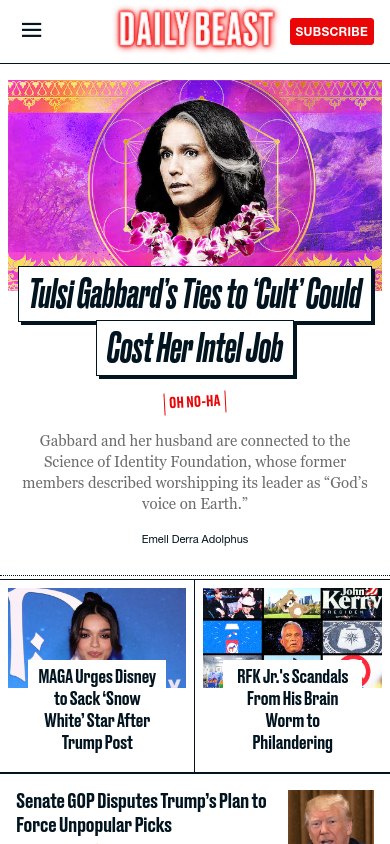 DAILY BEAST
SUBSCRIBE
Tulsi Gabbard’s Ties to ‘Cult’ Could
Cost Her Intel Job
OH NO-HA
Gabbard and her husband are connected to the
Science of Identity Foundation, whose former
members described worshipping its leader as “God’s
voice on Earth.”
Emell Derra Adolphus
John
Kerry
PRESIDENT
MAGA Urges Disney
to Sack ‘Snow
White’ Star After
Trump Post
RFK Jr.'s Scandals
From His Brain
Worm to
Philandering
Senate GOP Disputes Trump’s Plan to
Force Unpopular Picks